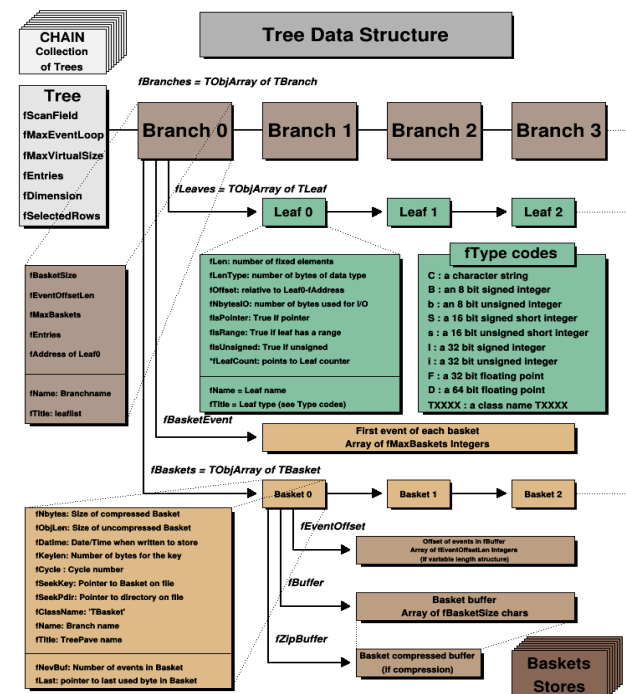 CHAIN
Collection
of Trees
Tree Data Structure
fBranches = TObjArray of TBranch
Tree
fScanField
fMaxEventLoop
fMaxVirtualSize
fEntries
fDimension
fSelectedRows
Branch 0
Branch 1
Branch 2
Branch 3
fLeaves = TObjArray of TLeaf
Leaf 0
Leaf 1
Leaf 2
fBasketSize
fEventOffsetLen
fMaxBaskets
fEntries
fAddress of Leaf0
fName: Branchname
fTitle: leaflist
fLen: number of fixed elements
fLenType: number of bytes of data type
fOffset: relative to Leaf0-fAddress
fNbytesIO: number of bytes used for I/O
fIsPointer: True if pointer
fIsRange: True if leaf has a range
fIsUnsigned: True if unsigned
*fLeafCount: points to Leaf counter
fName = Leaf name
fTitle = Leaf type (see Type codes)
fType codes
C : a character string
B : an 8 bit signed integer
b : an 8 bit unsigned integer
S : a 16 bit signed short integer
s : a 16 bit unsigned short integer
I : a 32 bit signed integer
i : a 32 bit unsigned integer
F : a 32 bit floating point
D : a 64 bit floating point
TXXXX : a class name TXXXX
fBasketEvent
First event of each basket
Array of fMaxBaskets Integers
fBaskets = TObjArray of TBasket
Basket 0
Basket 1
Basket 2
fNbytes: Size of compressed Basket
fObjLen: Size of uncompressed Basket
fDatime: Date/Time when written to store
fKeylen: Number of bytes for the key
fCycle : Cycle number
fSeekKey: Pointer to Basket on file
fSeekPdir: Pointer to directory on file
fClassName: 'TBasket'
fName: Branch name
fTitle: TreePave name
fNevBuf: Number of events in Basket
fLast: pointer to last used byte in Basket
fEventOffset
Offset of events in fBuffer
Array of fEventOffsetLen Integers
(if variable length structure)
fBuffer
Basket buffer
Array of fBasketSize chars
fZipBuffer
Basket compressed buffer
(if compression)
Baskets
Stores